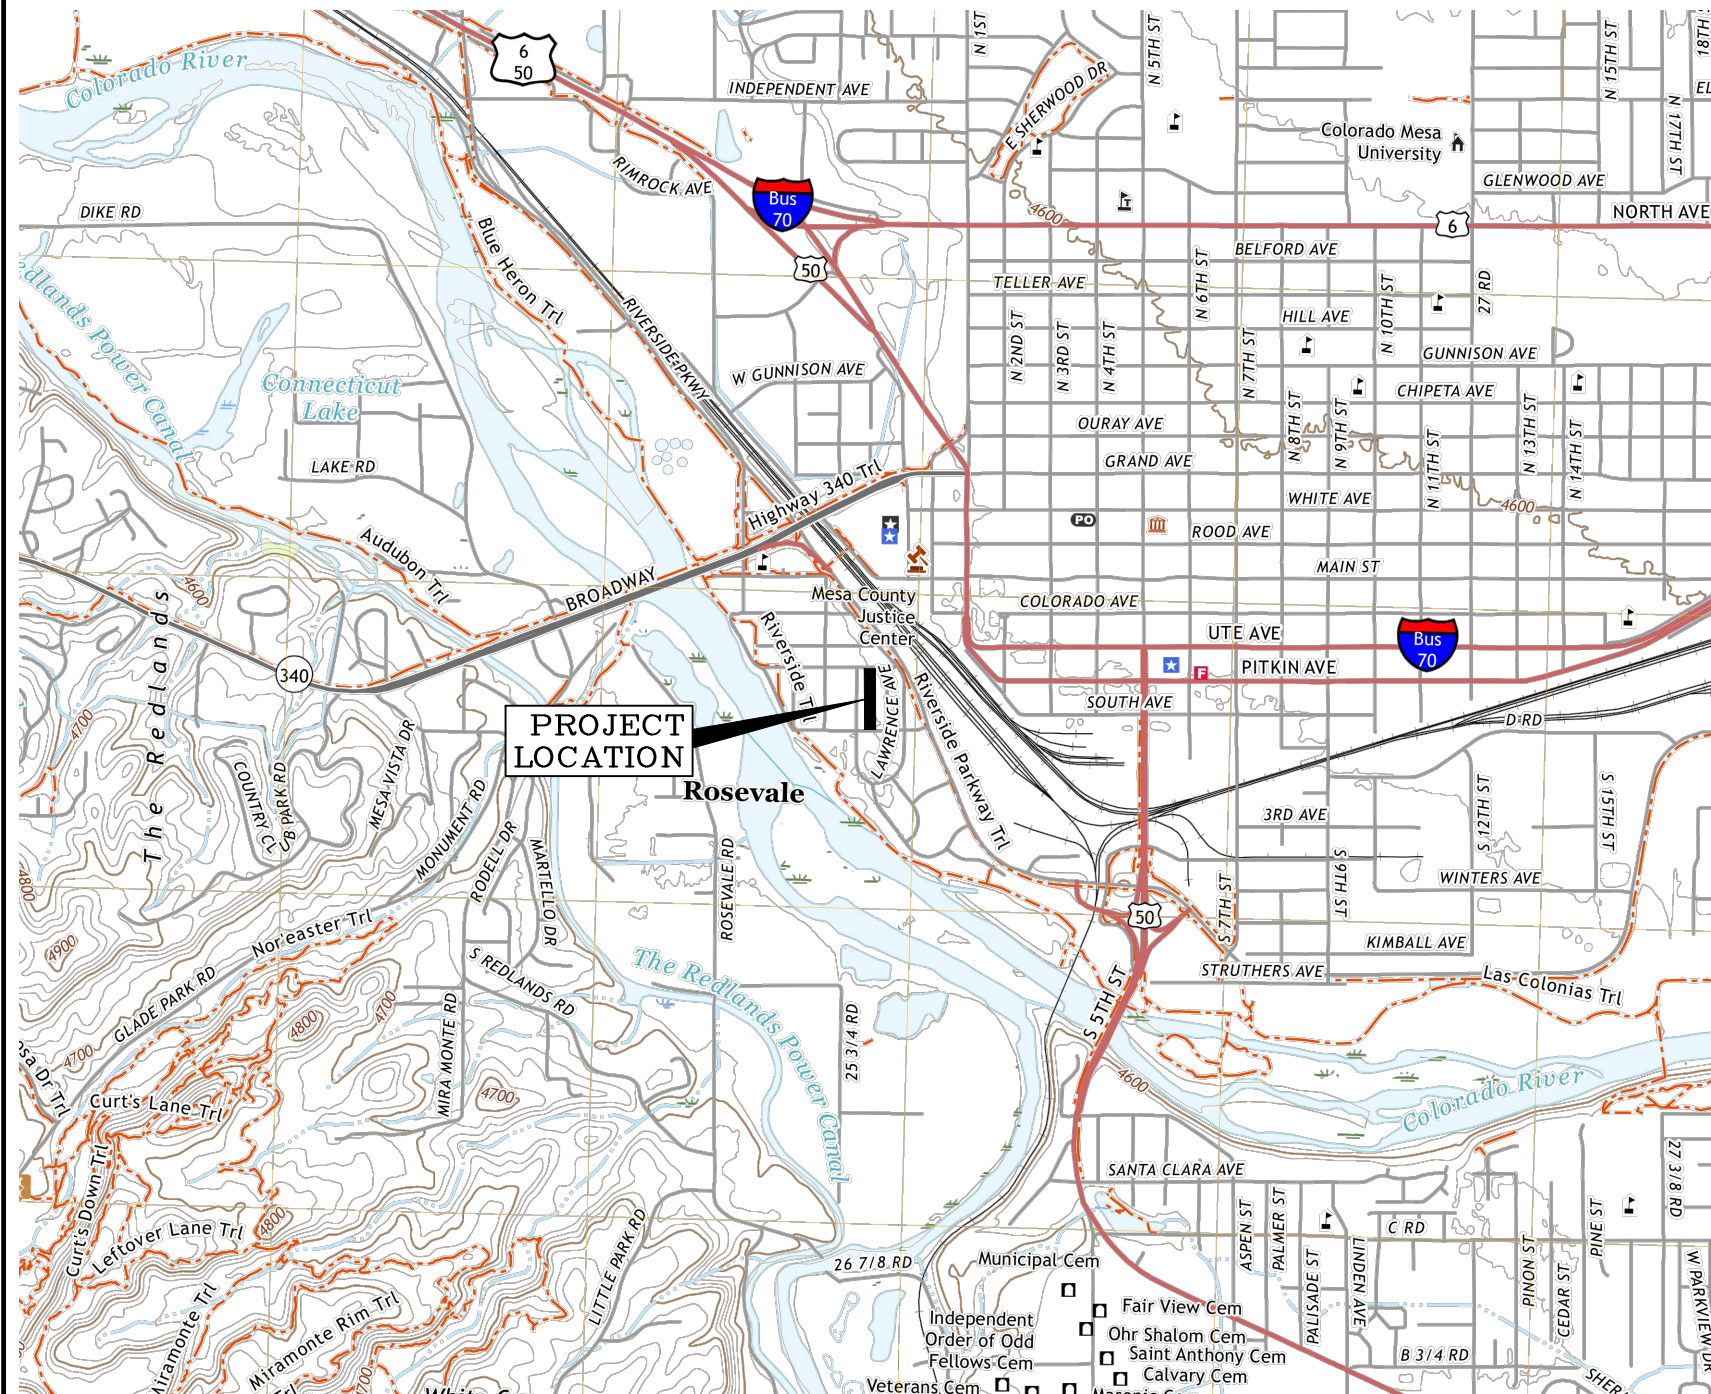 Colorado River
6
50
INDEPENDENT AVE
N 1ST
E SHERWOOD DR
N 5TH ST
N 15TH ST
18TH
EL
N 17TH ST
Colorado Mesa
University
GLENWOOD AVE
RIMROCK AVE
Bus
70
DIKE RD
4600
NORTH AVE
6
BELFORD AVE
Blue Heron Trl
50
TELLER AVE
N 6TH ST
27 RD
edlands Power Canal
RIVERSIDE PKWY
HILL AVE
N 10TH ST
N 2ND ST
N 3RD ST
N 4TH ST
N 7TH ST
GUNNISON AVE
W GUNNISON AVE
Connecticut
Lake
CHIPETA AVE
N 8TH ST
N 9TH ST
OURAY AVE
N 11TH ST
N 13TH ST
N 14TH ST
LAKE RD
GRAND AVE
Highway 340 Trl
WHITE AVE
4600
PO
ROOD AVE
Audubon Trl
MAIN ST
BROADWAY
4600
Mesa County
Justice
Center
COLORADO AVE
UTE AVE
Bus
70
PITKIN AVE
F
The Redlands
340
Riverside Trl
LAWRENCE AVE
Riverside Parkway Trl
SOUTH AVE
D RD
4700
PROJECT
LOCATION
Rosevale
COUNTRY CLUB PARK RD
MESA VISTA DR
MONUMENT RD
RODELL DR
MARTELLO DR
ROSEVALE RD
3RD AVE
S 12TH ST
S 15TH ST
4800
S 9TH ST
WINTERS AVE
S 7TH ST
50
Nor'easter Trl
4900
KIMBALL AVE
S REDLANDS RD
STRUTHERS AVE
Las Colonias Trl
The Redlands Power Canal
GLADE PARK RD
4700
4800
MIRA MONTE RD
25 3/4 RD
S 5TH ST
4700
osa Dr Trl
4600
Colorado River
Curt's Lane Trl
4700
Curt's Down Trl
SANTA CLARA AVE
27 3/8 RD
4800
Leftover Lane Trl
LITTLE PARK RD
ASPEN ST
PALMER ST
C RD
PINE ST
26 7/8 RD
Municipal Cem
PALISADE ST
LINDEN AVE
PINON ST
CEDAR ST
W PARKVIEW DR
Miramonte Trl
Miramonte Rim Trl
Fair View Cem
Independent
Order of Odd
Fellows Cem
Ohr Shalom Cem
Saint Anthony Cem
Calvary Cem
B 3/4 RD
Veterans Cem
SHER